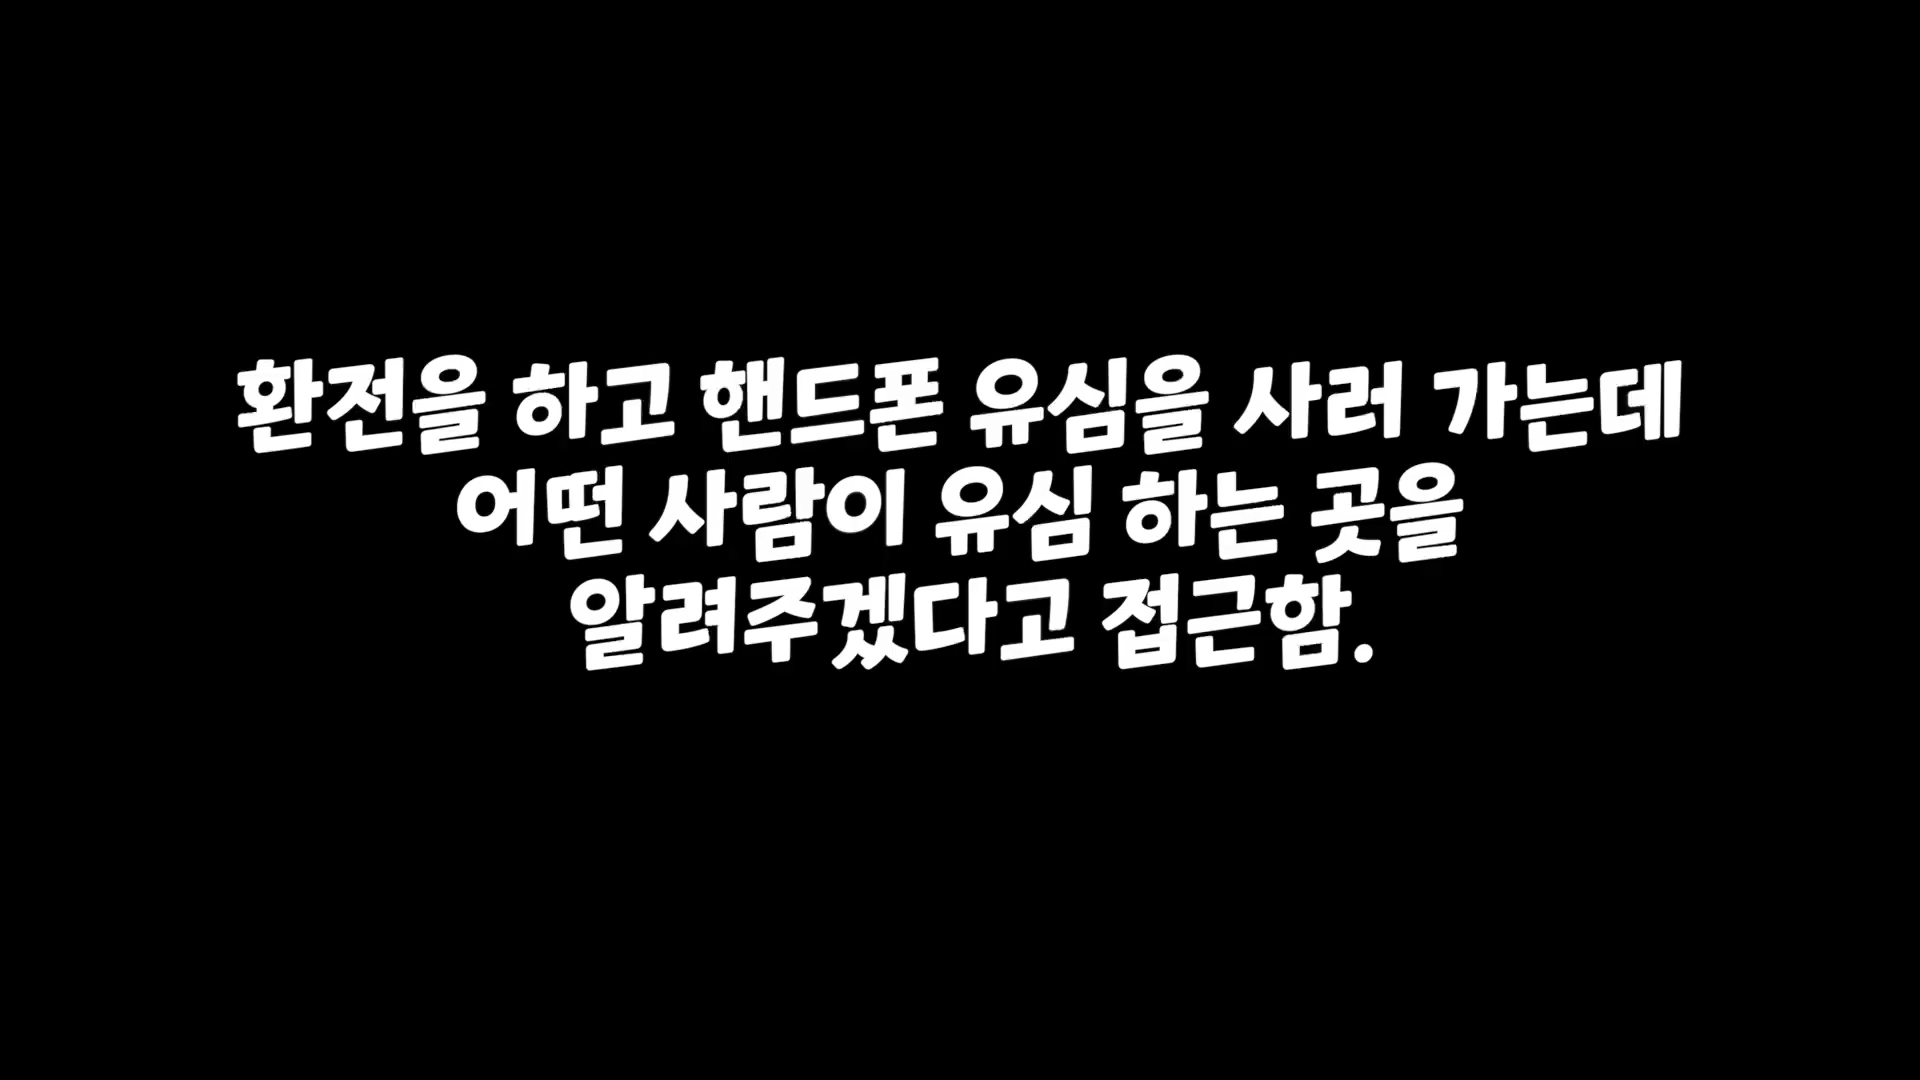 환전을 하고 핸드폰 유심을 사러 가는데
어떤 사람이 유심 하는 곳을
알려주겠다고 접근함.